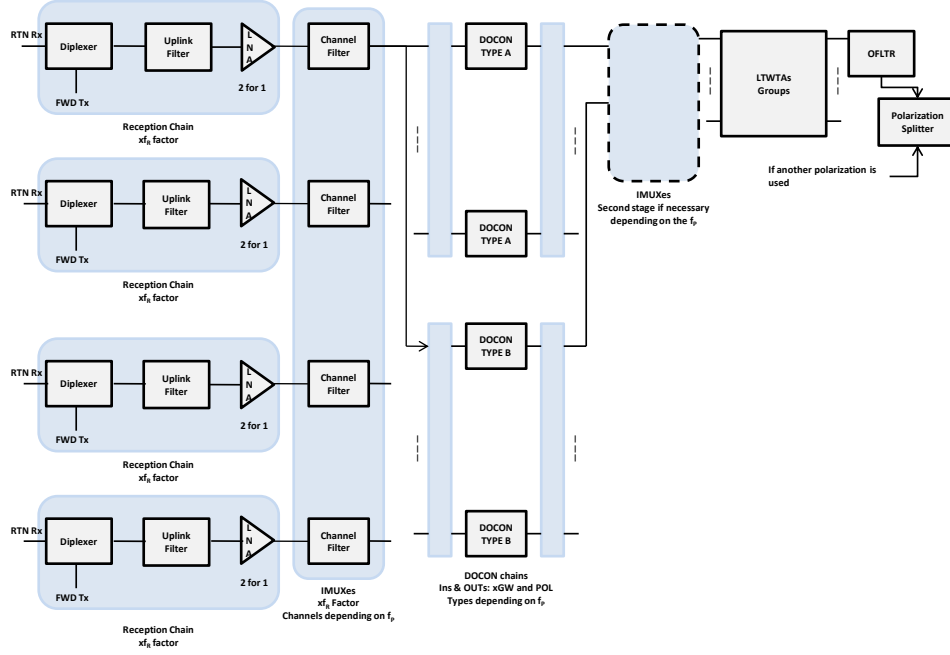 RTN Rx
Diplexer
Uplink
Filter
L
N
A
2 for 1
FWD Tx
Reception Chain
xfR factor
Channel
Filter
DOCON
TYPE A
LTWTAs
Groups
OFLTR
Polarization
Splitter
If another polarization is
used
IMUXes
Second stage if necessary
depending on the fP
RTN Rx
Diplexer
Uplink
Filter
L
N
A
2 for 1
FWD Tx
Reception Chain
xfR factor
Channel
Filter
DOCON
TYPE A
RTN Rx
Diplexer
Uplink
Filter
L
N
A
2 for 1
FWD Tx
Reception Chain
xfR factor
Channel
Filter
DOCON
TYPE B
RTN Rx
Diplexer
Uplink
Filter
L
N
A
2 for 1
FWD Tx
Reception Chain
xfR factor
Channel
Filter
DOCON
TYPE B
IMUXes
xfR Factor
Channels depending on fP
DOCON chains
Ins & OUTs: xGW and POL
Types depending on fP